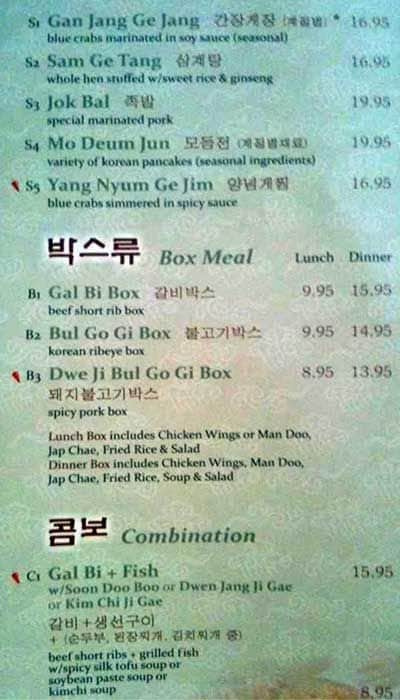 S1 Gan Jang Ge Jang 간장게장 (계절별) * 16.95
blue crabs marinated in soy sauce (seasonal)
S2 Sam Ge Tang 삼계탕 16.95
whole hen stuffed w/sweet rice & ginseng
S3 Jok Bal 족발 19.95
special marinated pork
S4 Mo Deum Jun 모듬전 (계절별재료) 19.95
variety of korean pancakes (seasonal ingredients)
S5 Yang Nyum Ge Jim 양념게찜 16.95
blue crabs simmered in spicy sauce
박스류 Box Meal Lunch Dinner
B1 Gal Bi Box 갈비박스 9.95 15.95
beef short rib box
B2 Bul Go Gi Box 불고기박스 9.95 14.95
korean ribeye box
B3 Dwe Ji Bul Go Gi Box 8.95 13.95
돼지불고기박스
spicy pork box
Lunch Box includes Chicken Wings or Man Doo,
Jap Chae, Fried Rice & Salad
Dinner Box includes Chicken Wings, Man Doo,
Jap Chae, Fried Rice, Soup & Salad
콤보 Combination
C1 Gal Bi + Fish 15.95
w/Soon Doo Boo or Dwen Jang Ji Gae
or Kim Chi Ji Gae
갈비+생선구이
+ (순두부, 된장찌개, 김치찌개 중)
beef short ribs + grilled fish
w/spicy silk tofu soup or
soybean paste soup or
kimchi soup 8.95